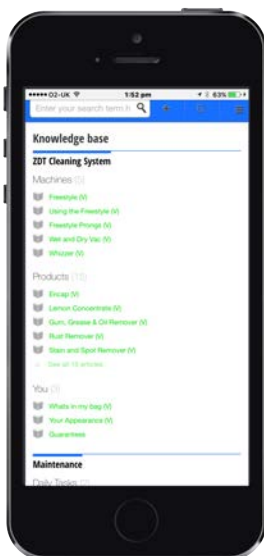 O2-UK 1:52 pm 63%
Enter your search term h
Knowledge base
ZDT Cleaning System
Machines (5)
Freestyle (V)
Using the Freestyle (V)
Freestyle Prongs (V)
Wet and Dry Vac (V)
Whizzer (V)
Products (13)
Encap (V)
Lemon Concentrate (V)
Gum, Grease & Oil Remover (V)
Rust Remover (V)
Stain and Spot Remover (V)
See all 13 articles
You (3)
Whats in my bag (V)
Your Appearance (V)
Guarantees
Maintenance
Daily Tasks